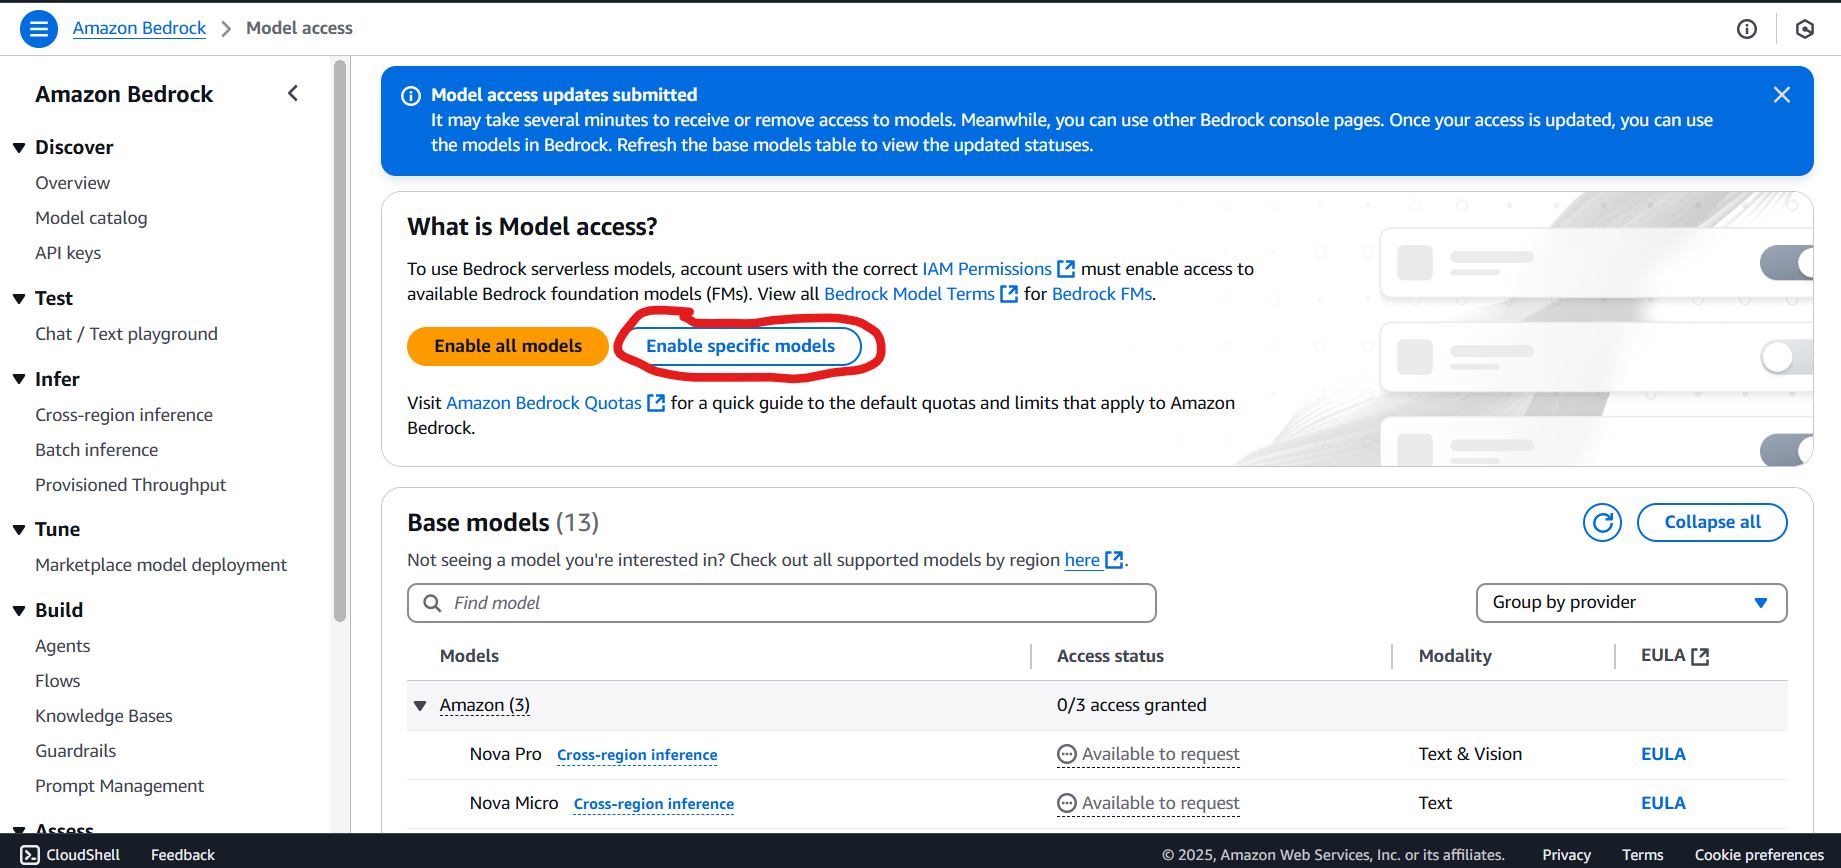 Amazon Bedrock > Model access
Amazon Bedrock
Discover
Overview
Model catalog
API keys
Test
Chat / Text playground
Infer
Cross-region inference
Batch inference
Provisioned Throughput
Tune
Marketplace model deployment
Build
Agents
Flows
Knowledge Bases
Guardrails
Prompt Management
Assess
Model access updates submitted
It may take several minutes to receive or remove access to models. Meanwhile, you can use other Bedrock console pages. Once your access is updated, you can use
the models in Bedrock. Refresh the base models table to view the updated statuses.
What is Model access?
To use Bedrock serverless models, account users with the correct IAM Permissions must enable access to
available Bedrock foundation models (FMs). View all Bedrock Model Terms for Bedrock FMs.
Enable all models Enable specific models
Visit Amazon Bedrock Quotas for a quick guide to the default quotas and limits that apply to Amazon
Bedrock.
Base models (13) Collapse all
Not seeing a model you're interested in? Check out all supported models by region here.
Find model Group by provider
Models Access status Modality EULA
Amazon (3) 0/3 access granted
Nova Pro Cross-region inference Available to request Text & Vision EULA
Nova Micro Cross-region inference Available to request Text EULA
CloudShell Feedback © 2025, Amazon Web Services, Inc. or its affiliates. Privacy Terms Cookie preferences